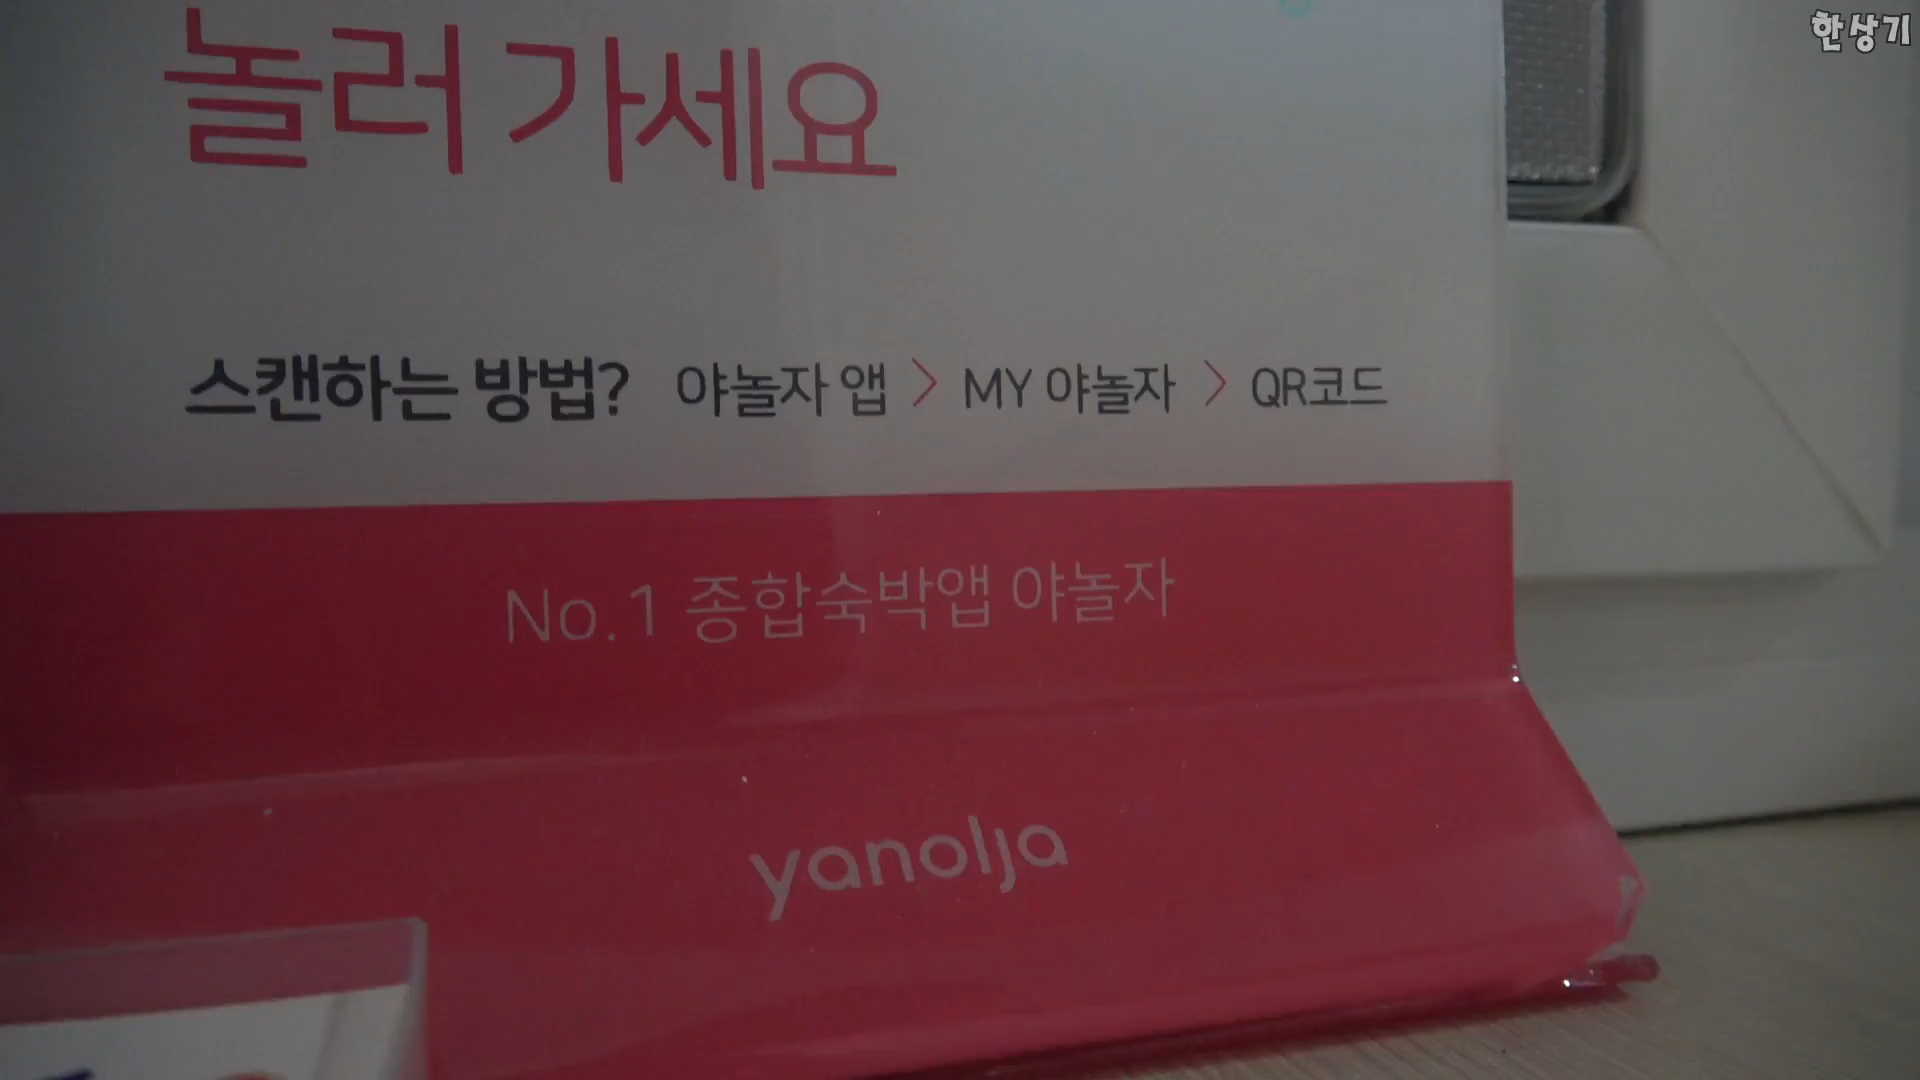 한상기
놀러 가세요
스캔하는 방법? 야놀자 앱 > MY 야놀자 > QR코드
No.1 종합숙박앱 야놀자
yanolja